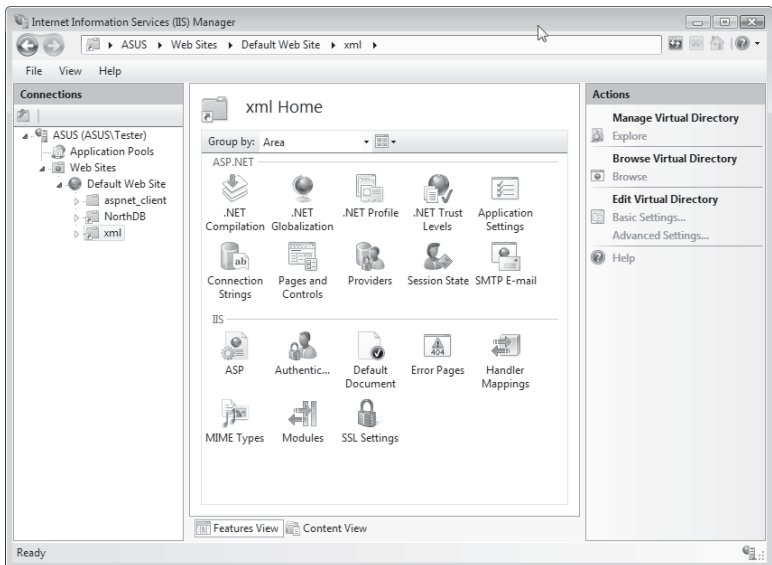 Internet Information Services (IIS) Manager
ASUS Web Sites Default Web Site xml
File View Help
Connections
ASUS (ASUS\Tester)
Application Pools
Web Sites
Default Web Site
aspnet_client
NorthDB
xml
xml Home
Group by: Area
ASP.NET
.NET Compilation
.NET Globalization
.NET Profile
.NET Trust Levels
Application Settings
ab
Connection Strings
Pages and Controls
Providers
Session State
SMTP E-mail
IIS
ASP
Authentic...
Default Document
404
Error Pages
Handler Mappings
MIME Types
Modules
SSL Settings
Features View
Content View
Actions
Manage Virtual Directory
Explore
Browse Virtual Directory
Browse
Edit Virtual Directory
Basic Settings...
Advanced Settings...
Help
Ready